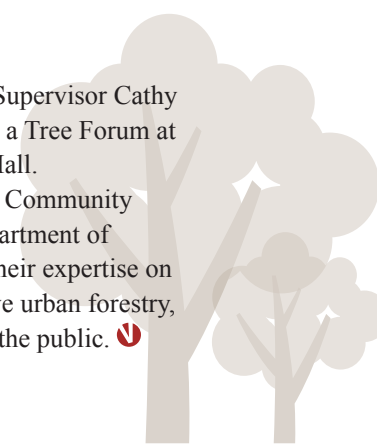 Supervisor Cathy
a Tree Forum at
Hall.
Community
artment of
heir expertise on
e urban forestry,
the public.